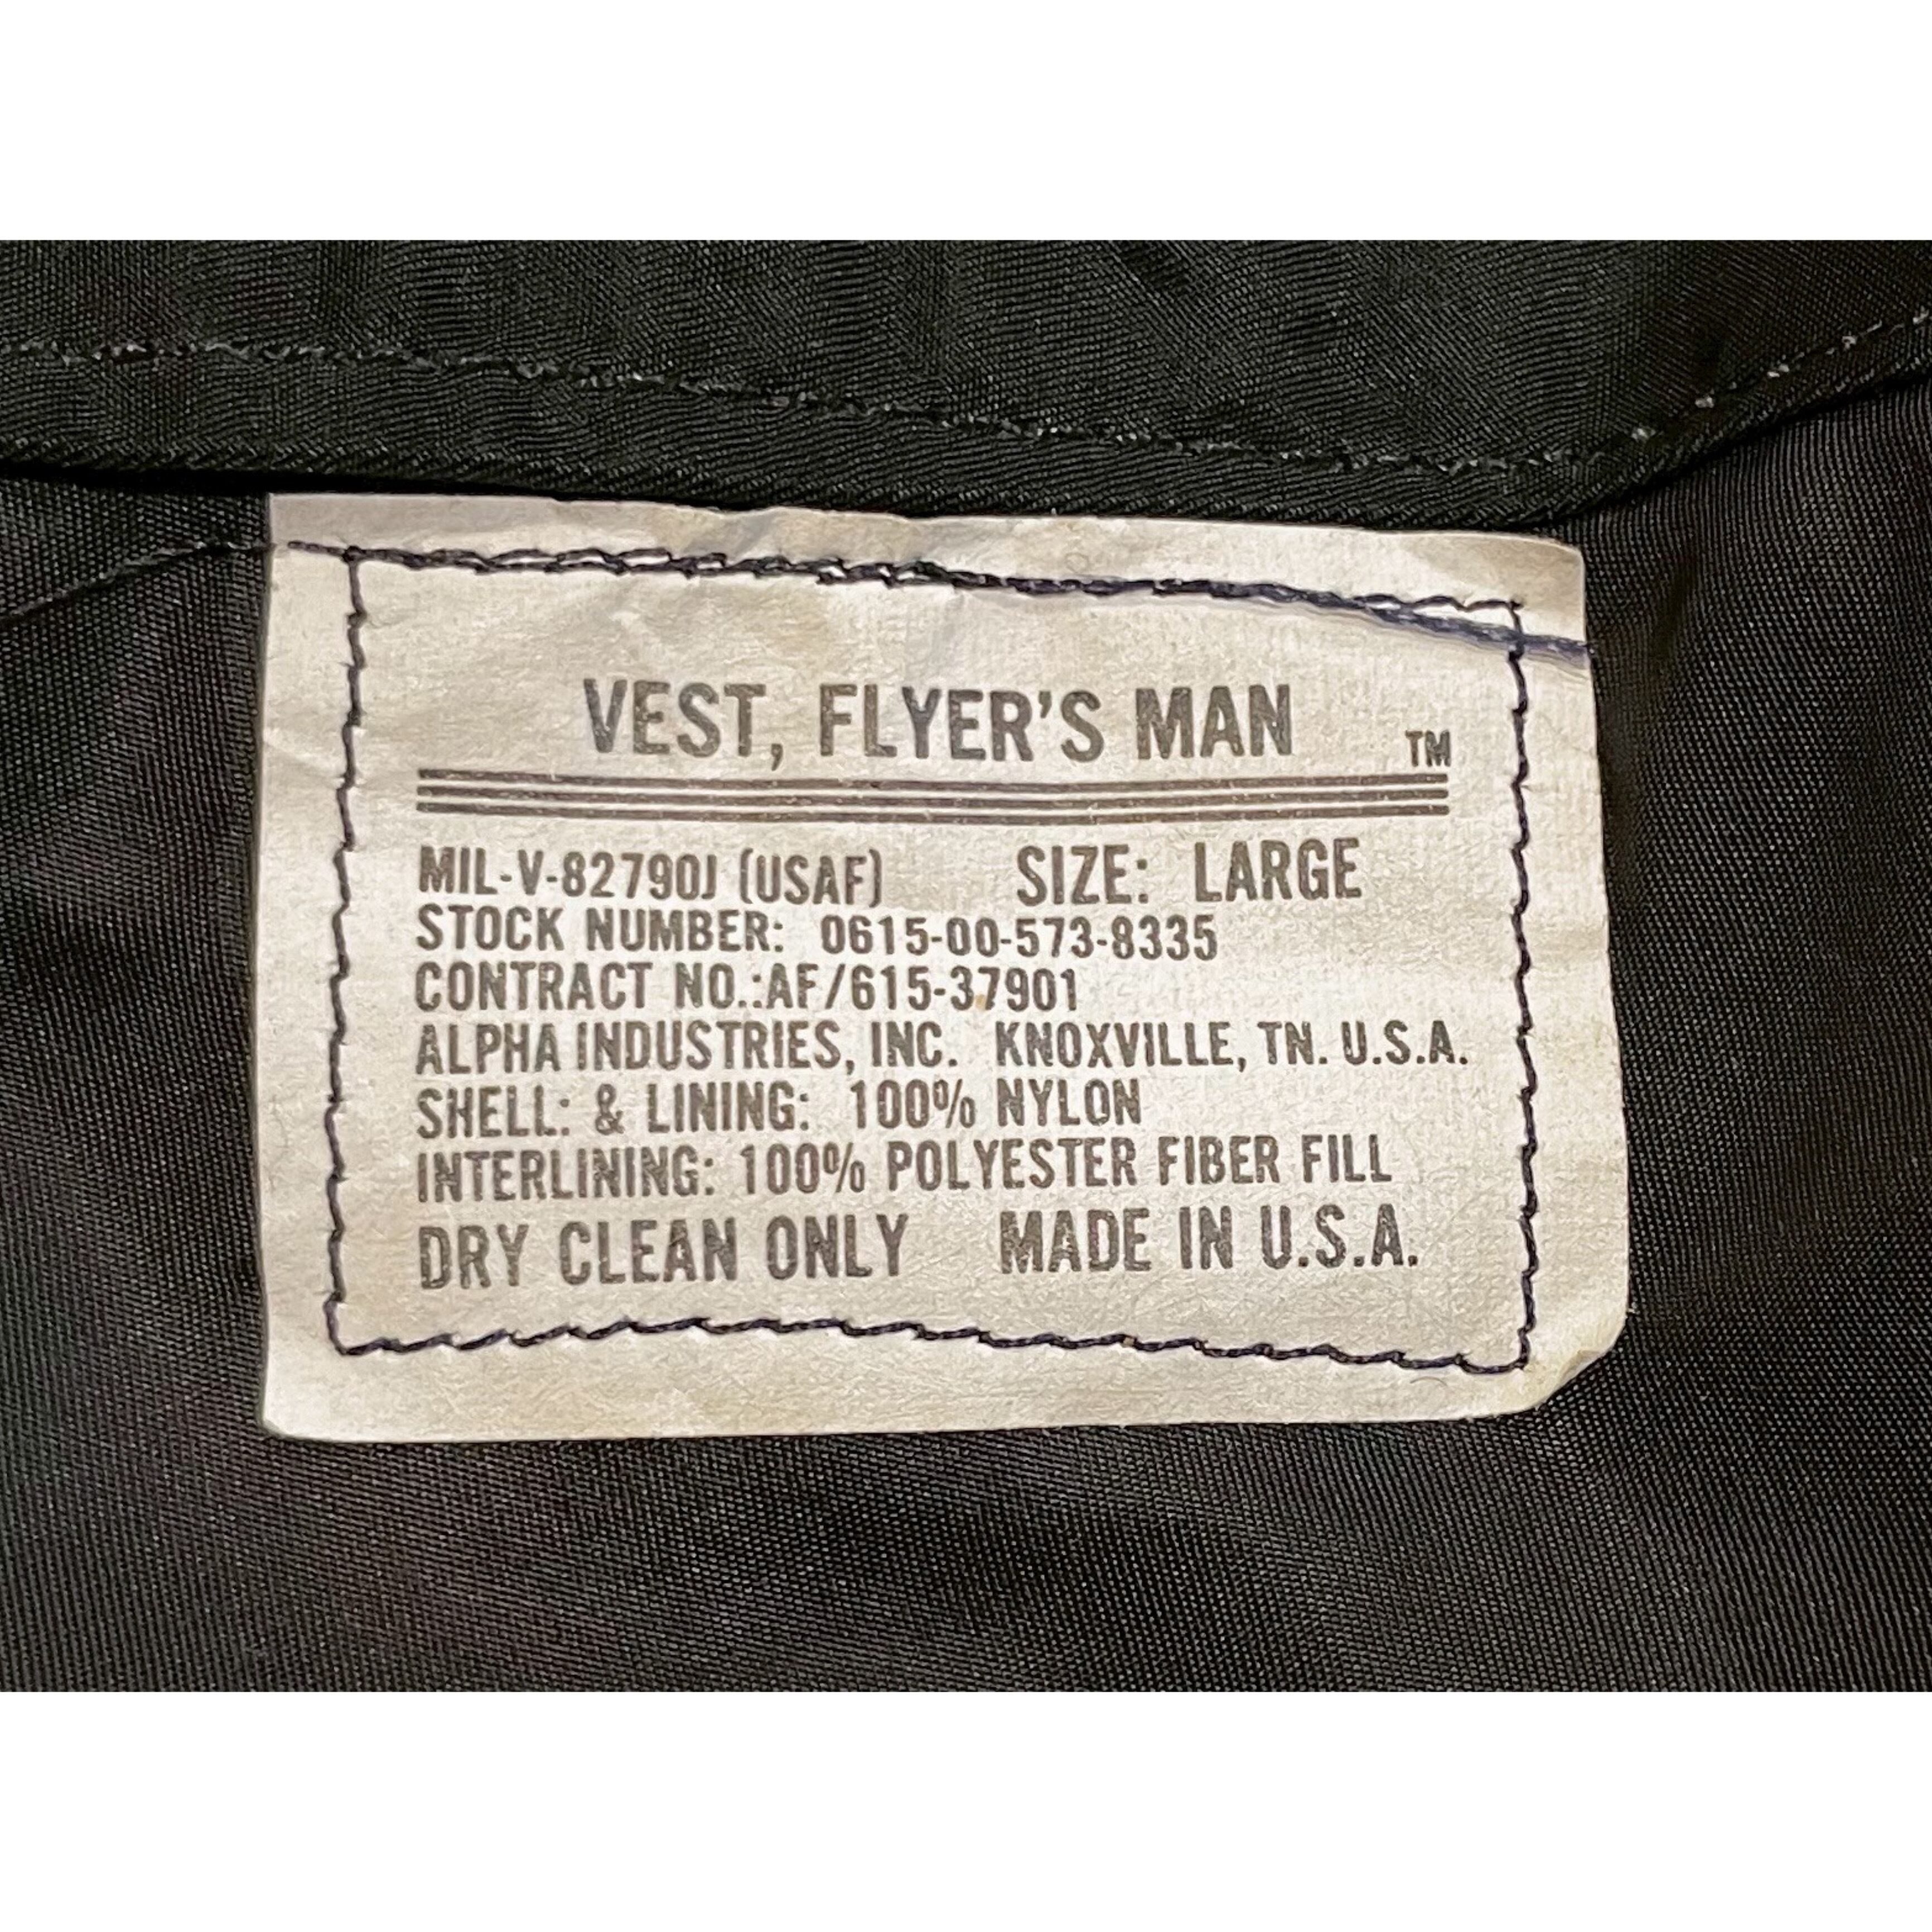 VEST, FLYER'S MAN ™
MIL-V-82790J (USAF) SIZE: LARGE
STOCK NUMBER: 0615-00-573-8335
CONTRACT NO.:AF/615-37901
ALPHA INDUSTRIES, INC. KNOXVILLE, TN. U.S.A.
SHELL: & LINING: 100% NYLON
INTERLINING: 100% POLYESTER FIBER FILL
DRY CLEAN ONLY MADE IN U.S.A.